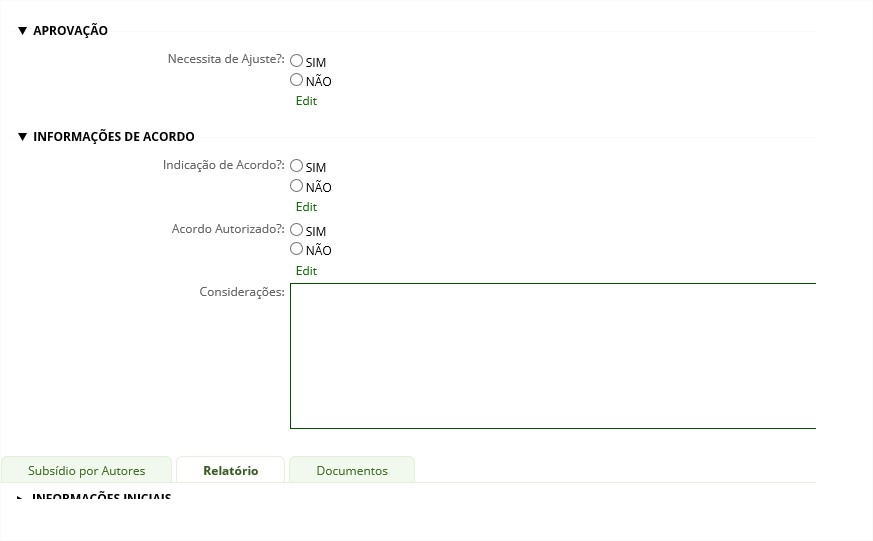 ▼ APROVAÇÃO
Necessita de Ajuste?: SIM
NÃO
Edit
▼ INFORMAÇÕES DE ACORDO
Indicação de Acordo?: SIM
NÃO
Edit
Acordo Autorizado?: SIM
NÃO
Edit
Considerações:
Subsídio por Autores Relatório Documentos
INFORMAÇÕES INICIAIS